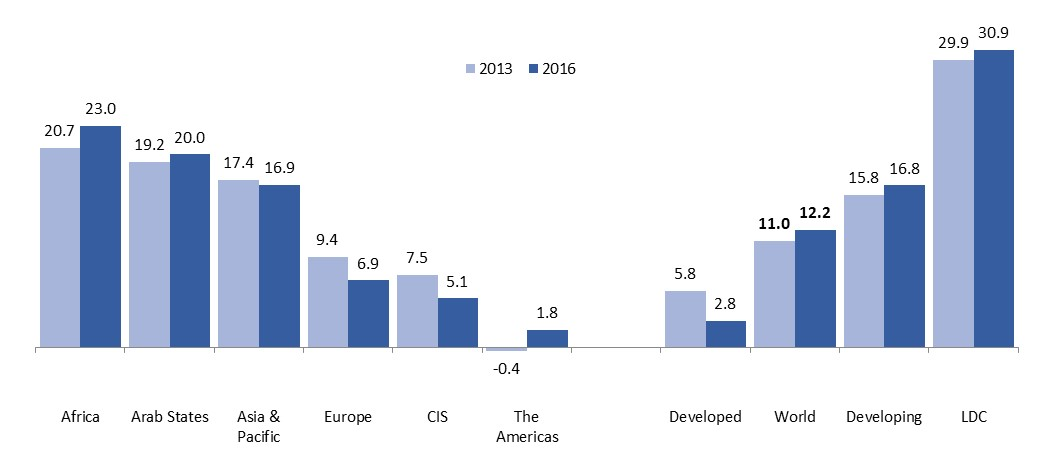 2013 2016
20.7 23.0 19.2 20.0 17.4 16.9 9.4 6.9 7.5 5.1 -0.4 1.8 5.8 2.8 11.0 12.2 15.8 16.8 29.9 30.9
Africa Arab States Asia & Europe CIS The Developed World Developing LDC
Pacific Americas